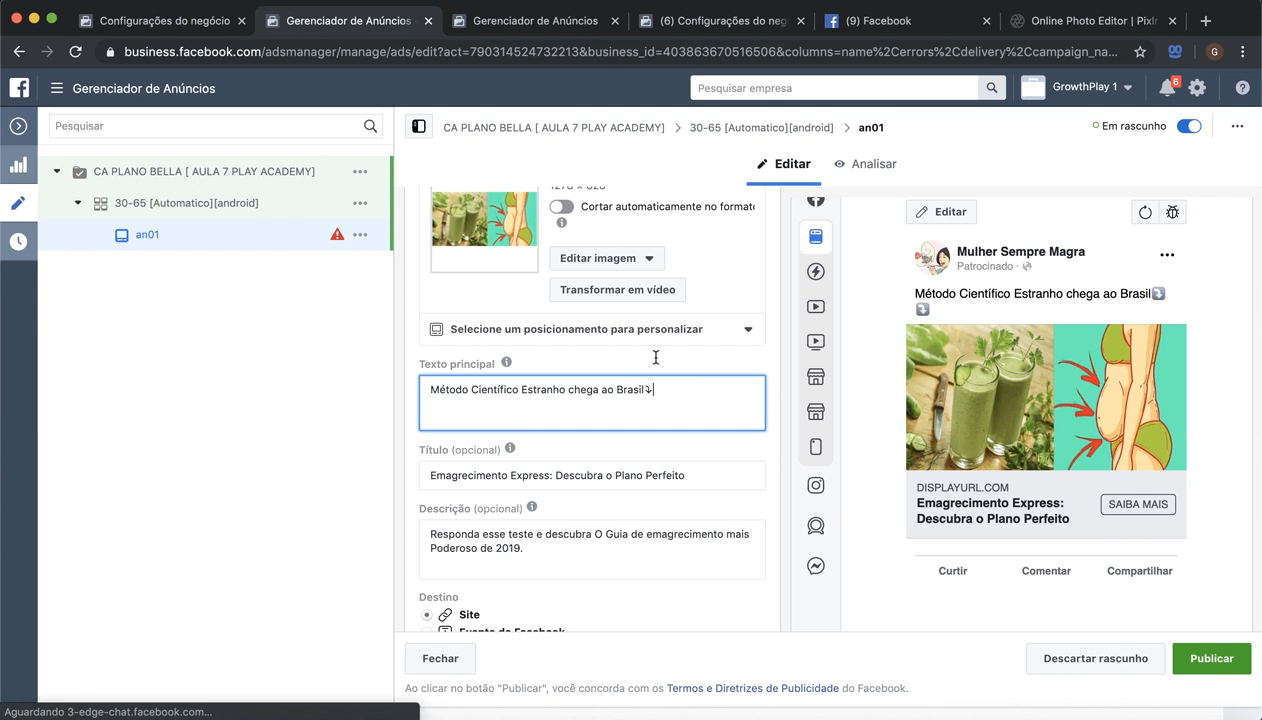 Configurações do negócio
Gerenciador de Anúncios
Gerenciador de Anúncios
(6) Configurações do neg
(9) Facebook
Online Photo Editor | Pixlr
business.facebook.com/adsmanager/manage/ads/edit?act=790314524732213&business_id=403863670516506&columns=name%2Cerrors%2Cdelivery%2Ccampaign_na...
G
Gerenciador de Anúncios
Pesquisar empresa
GrowthPlay 1
6
Pesquisar
CA PLANO BELLA [ AULA 7 PLAY ACADEMY]
30-65 [Automatico][android]
an01
CA PLANO BELLA [ AULA 7 PLAY ACADEMY] > 30-65 [Automatico][android] > an01
Em rascunho
Editar
Analisar
Cortar automaticamente no formato
Editar imagem
Transformar em vídeo
Selecione um posicionamento para personalizar
Texto principal
Método Científico Estranho chega ao Brasil⤵
Título (opcional)
Emagrecimento Express: Descubra o Plano Perfeito
Descrição (opcional)
Responda esse teste e descubra O Guia de emagrecimento mais
Poderoso de 2019.
Destino
Site
Evento do Facebook
Editar
Mulher Sempre Magra
Patrocinado ·
Método Científico Estranho chega ao Brasil⤵️
⤵️
DISPLAYURL.COM
Emagrecimento Express:
Descubra o Plano Perfeito
SAIBA MAIS
Curtir
Comentar
Compartilhar
Fechar
Descartar rascunho
Publicar
Ao clicar no botão "Publicar", você concorda com os Termos e Diretrizes de Publicidade do Facebook.
Aguardando 3-edge-chat.facebook.com...